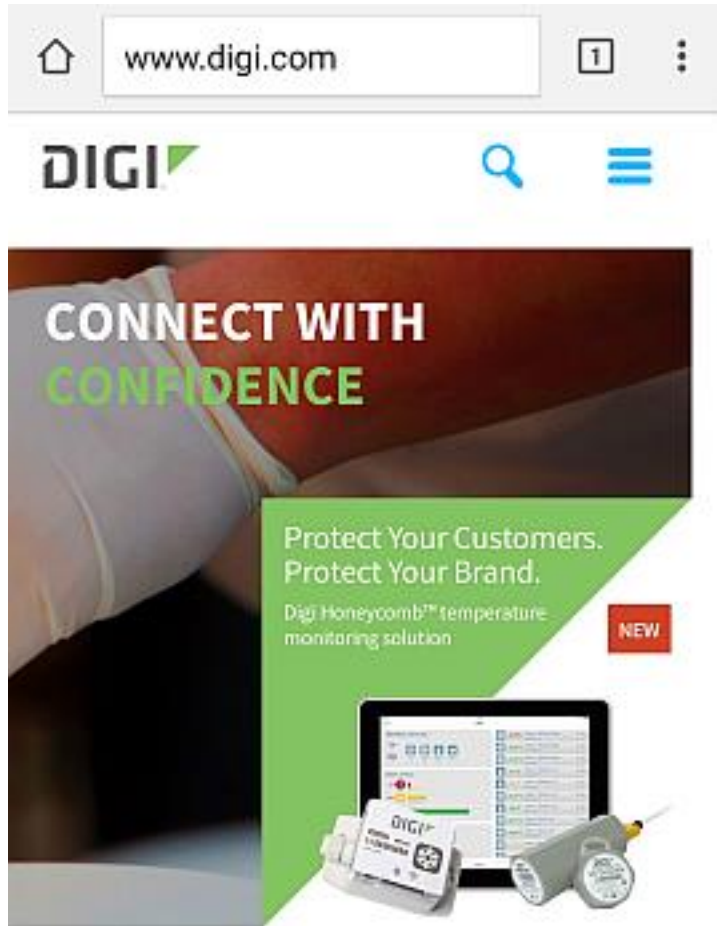 www.digi.com
1
DIGI
CONNECT WITH
CONFIDENCE
Protect Your Customers.
Protect Your Brand.
Digi Honeycomb™ temperature
monitoring solution
NEW
DIGI